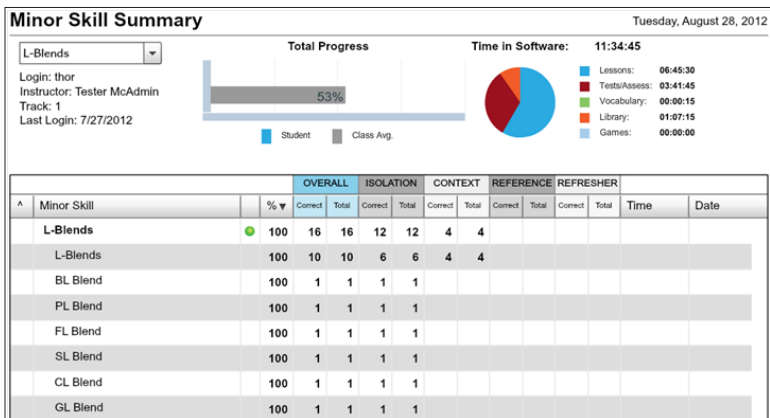 Minor Skill Summary
Tuesday, August 28, 2012
L-Blends
Login: thor
Instructor: Tester McAdmin
Track: 1
Last Login: 7/27/2012
Total Progress
53%
Student Class Avg.
Time in Software: 11:34:45
Lessons: 06:45:30
Tests/Assess: 03:41:45
Vocabulary: 00:00:15
Library: 01:07:15
Games: 00:00:00
OVERALL ISOLATION CONTEXT REFERENCE REFRESHER
^ Minor Skill % ▼ Correct Total Correct Total Correct Total Correct Total Correct Total Time Date
L-Blends 100 16 16 12 12 4 4
L-Blends 100 10 10 6 6 4 4
BL Blend 100 1 1 1 1
PL Blend 100 1 1 1 1
FL Blend 100 1 1 1 1
SL Blend 100 1 1 1 1
CL Blend 100 1 1 1 1
GL Blend 100 1 1 1 1